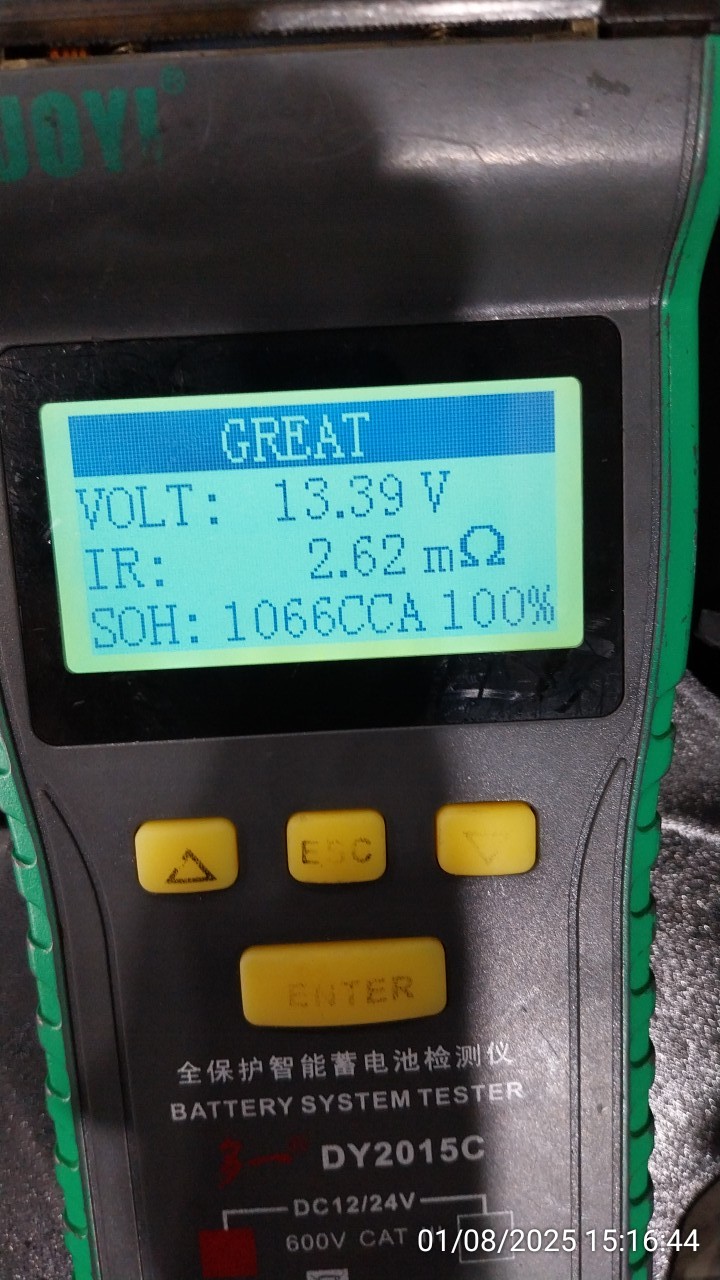 JOYI®
GREAT
VOLT: 13.39 V
IR: 2.62 mΩ
SOH: 1066CCA 100%
ESC
ENTER
全保护智能蓄电池检测仪
BATTERY SYSTEM TESTER
DY2015C
DC12/24V
600V CAT
01/08/2025 15:16:44